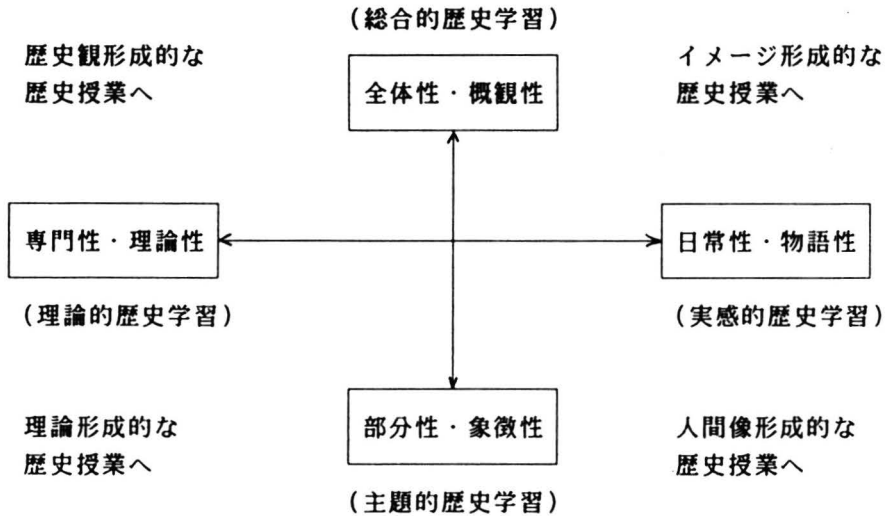 (総合的歴史学習)
歴史観形成的な
歴史授業へ
全体性・概観性
イメージ形成的な
歴史授業へ
専門性・理論性
日常性・物語性
(理論的歴史学習)
(実感的歴史学習)
理論形成的な
歴史授業へ
部分性・象徴性
人間像形成的な
歴史授業へ
(主題的歴史学習)